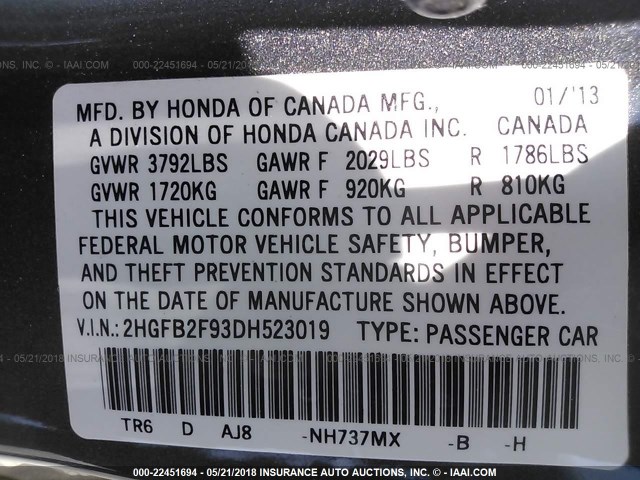 MFD. BY HONDA OF CANADA MFG., 01/'13
A DIVISION OF HONDA CANADA INC. CANADA
GVWR 3792LBS GAWR F 2029LBS R 1786LBS
GVWR 1720KG GAWR F 920KG R 810KG
THIS VEHICLE CONFORMS TO ALL APPLICABLE
FEDERAL MOTOR VEHICLE SAFETY, BUMPER,
AND THEFT PREVENTION STANDARDS IN EFFECT
ON THE DATE OF MANUFACTURE SHOWN ABOVE.
V.I.N.: 2HGFB2F93DH523019 TYPE: PASSENGER CAR
TR6 D AJ8 -NH737MX -B -H
000-22451694 - 05/21/2018 INSURANCE AUTO AUCTIONS, INC. © - IAAI.COM